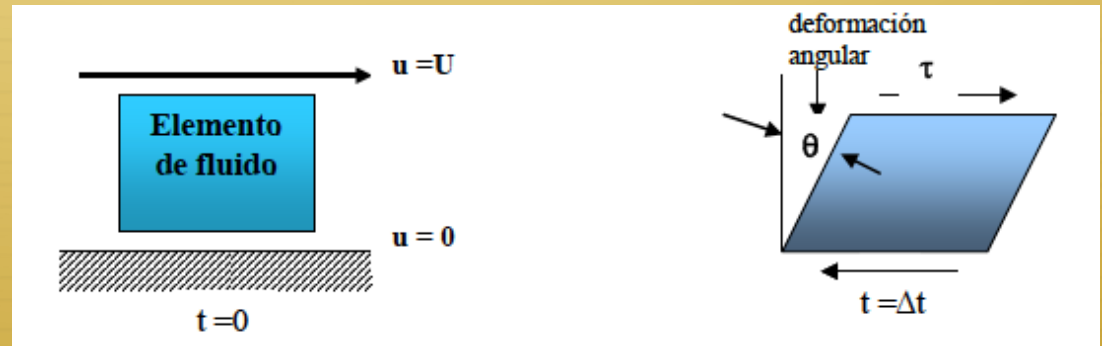 u =U
Elemento
de fluido
u = 0
t =0
deformación
angular
τ
θ
t =Δt